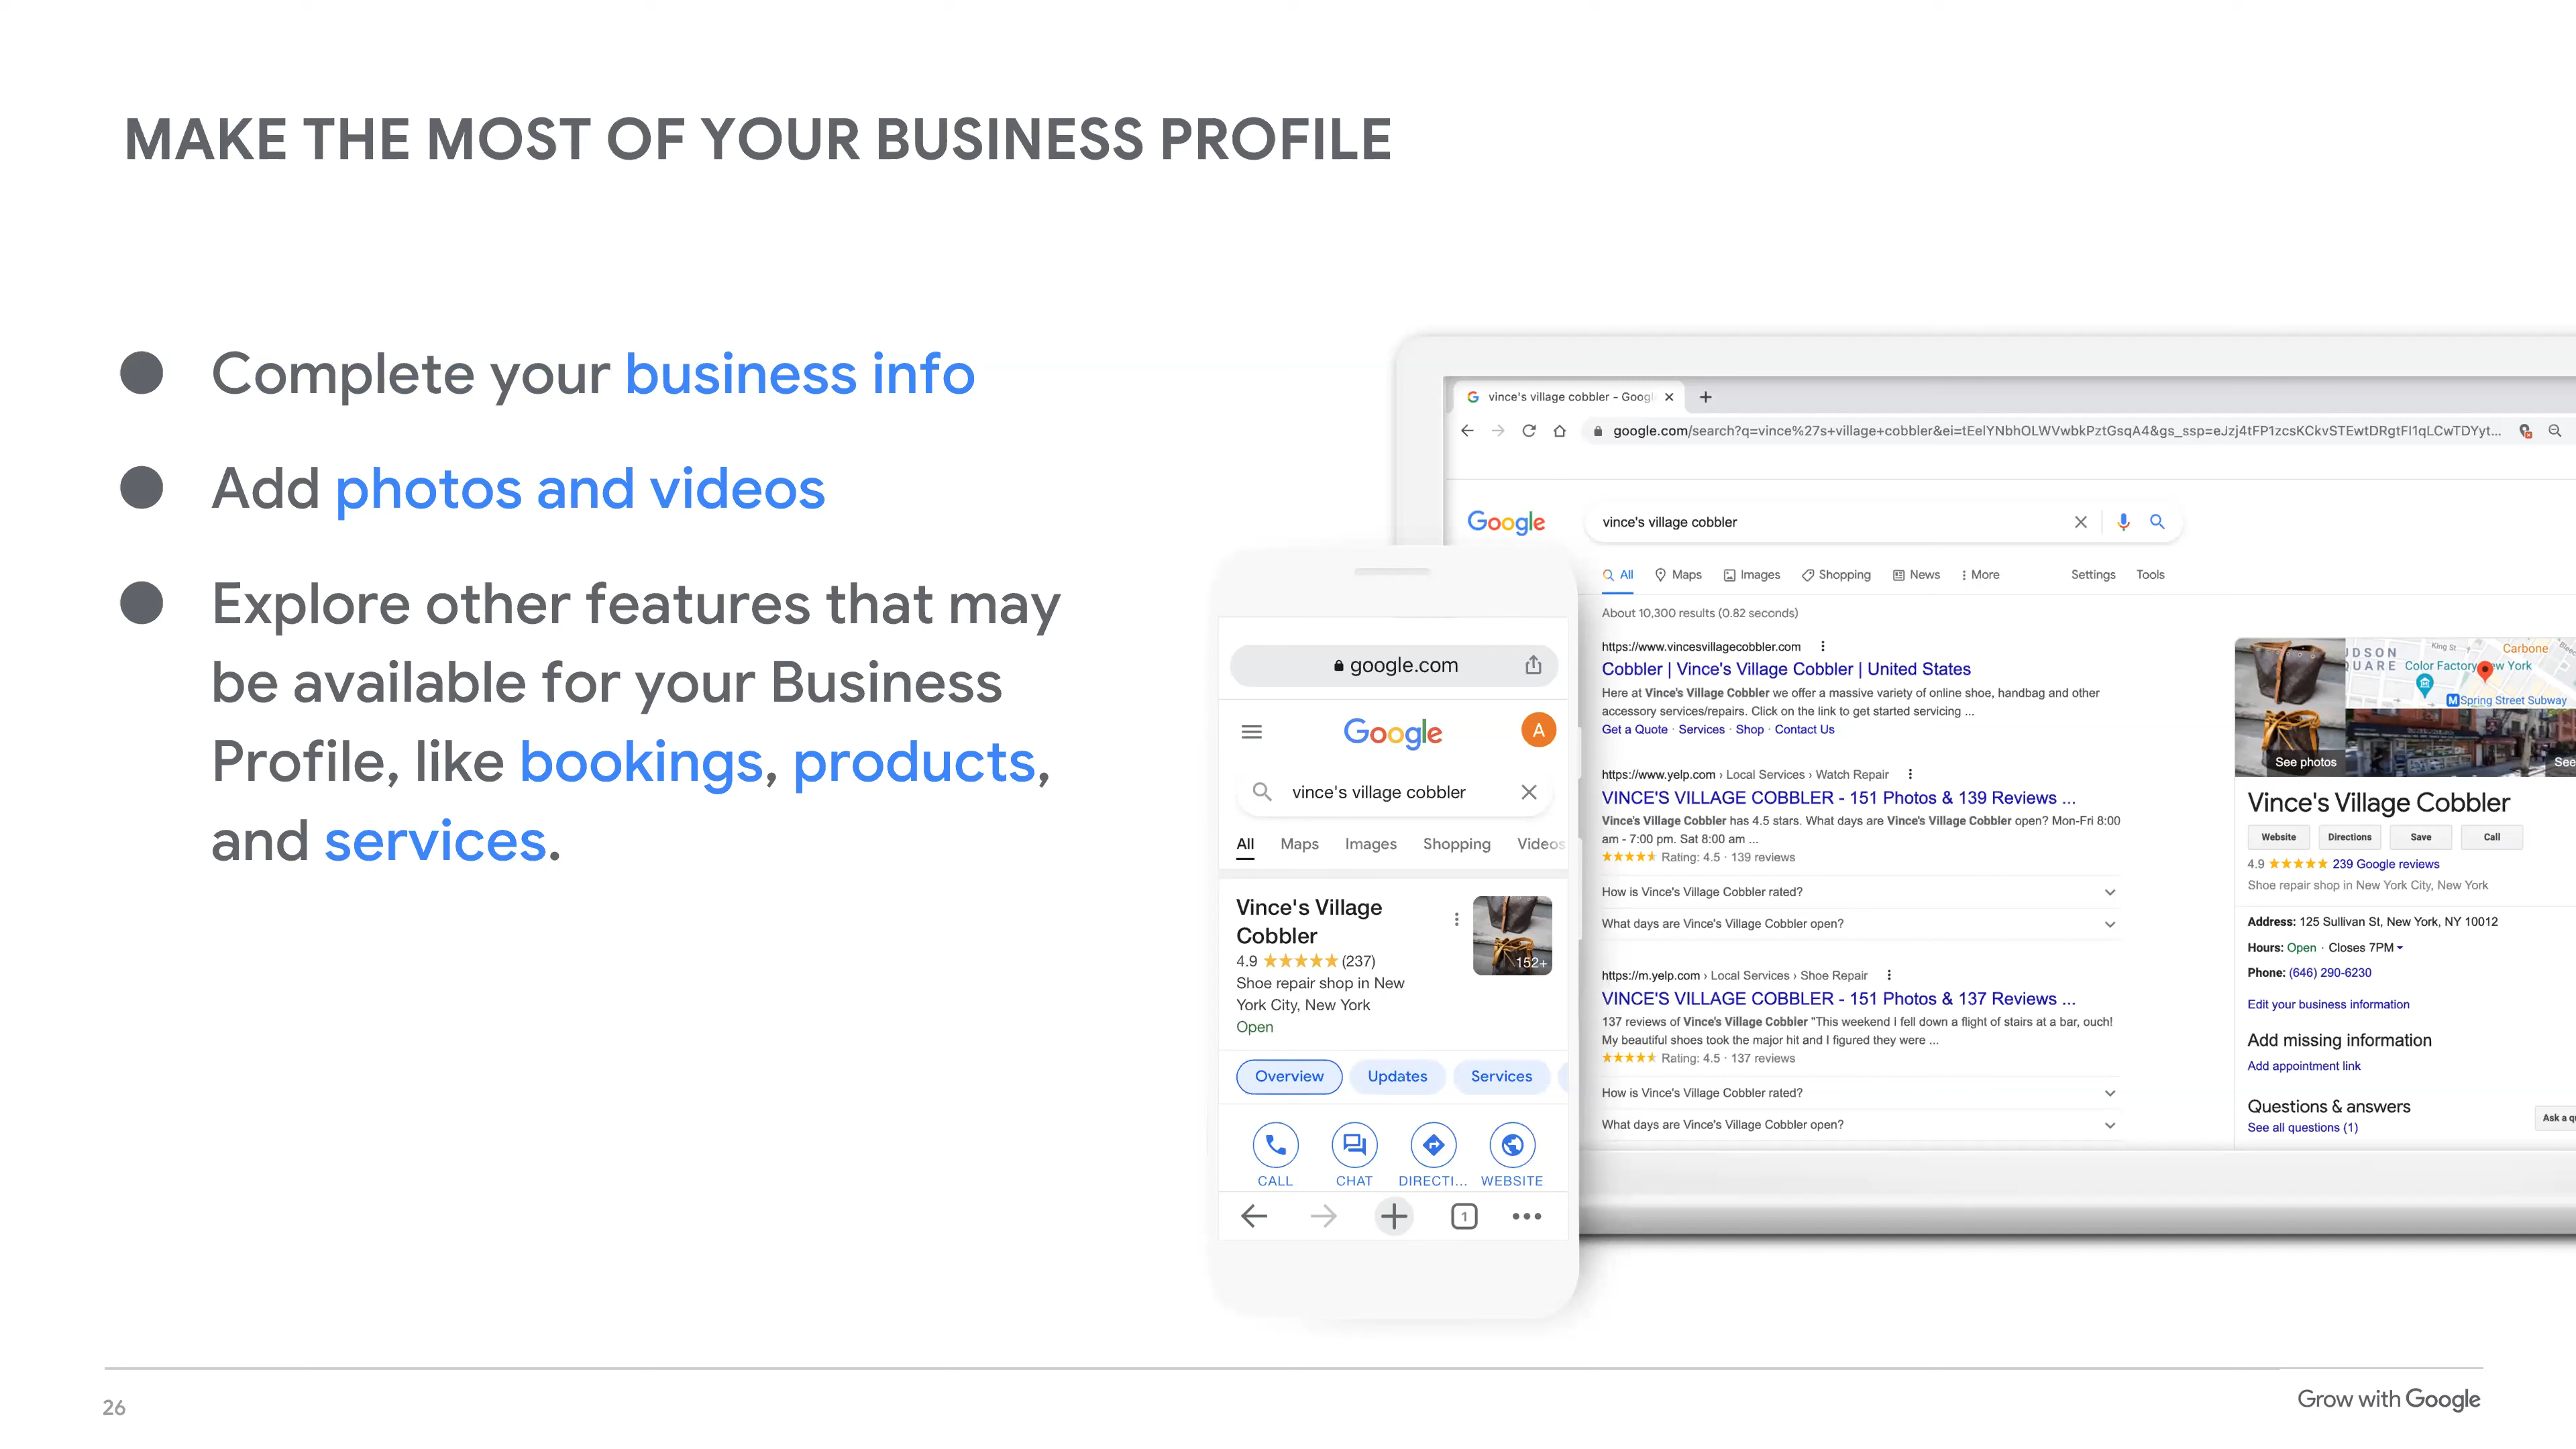 MAKE THE MOST OF YOUR BUSINESS PROFILE
Complete your business info
Add photos and videos
Explore other features that may
be available for your Business
Profile, like bookings, products,
and services.
google.com
Google
A
vince's village cobbler
All Maps Images Shopping Videos
Vince's Village
Cobbler
4.9 (237)
Shoe repair shop in New
York City, New York
Open
152+
Overview Updates Services
CALL CHAT DIRECTI... WEBSITE
1
vince's village cobbler - Googl
google.com/search?q=vince%27s+village+cobbler&ei=tEelYNbhOLWVwbkPztGsqA4&gs_ssp=eJzj4tFP1zcsKCkvSTEwtDRgtFI1qLCwTDYyt...
Google
vince's village cobbler
All Maps Images Shopping News More Settings Tools
About 10,300 results (0.82 seconds)
https://www.vincesvillagecobbler.com
Cobbler | Vince's Village Cobbler | United States
Here at Vince's Village Cobbler we offer a massive variety of online shoe, handbag and other
accessory services/repairs. Click on the link to get started servicing ...
Get a Quote · Services · Shop · Contact Us
https://www.yelp.com › Local Services › Watch Repair
VINCE'S VILLAGE COBBLER - 151 Photos & 139 Reviews ...
Vince's Village Cobbler has 4.5 stars. What days are Vince's Village Cobbler open? Mon-Fri 8:00
am - 7:00 pm. Sat 8:00 am ...
Rating: 4.5 · 139 reviews
How is Vince's Village Cobbler rated?
What days are Vince's Village Cobbler open?
https://m.yelp.com › Local Services › Shoe Repair
VINCE'S VILLAGE COBBLER - 151 Photos & 137 Reviews ...
137 reviews of Vince's Village Cobbler "This weekend I fell down a flight of stairs at a bar, ouch!
My beautiful shoes took the major hit and I figured they were ...
Rating: 4.5 · 137 reviews
How is Vince's Village Cobbler rated?
What days are Vince's Village Cobbler open?
King St
Carbone
UDSON
QUARE
Color Factory
ew York
M Spring Street Subway
See photos
See
Vince's Village Cobbler
Website Directions Save Call
4.9 239 Google reviews
Shoe repair shop in New York City, New York
Address: 125 Sullivan St, New York, NY 10012
Hours: Open · Closes 7PM
Phone: (646) 290-6230
Edit your business information
Add missing information
Add appointment link
Questions & answers
See all questions (1)
Ask a qu
26
Grow with Google